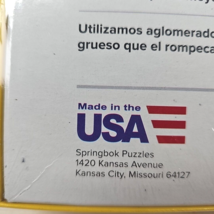 Utilizamos aglomerado
grueso que el rompeca
Made in the
USA
Springbok Puzzles
1420 Kansas Avenue
Kansas City, Missouri 64127